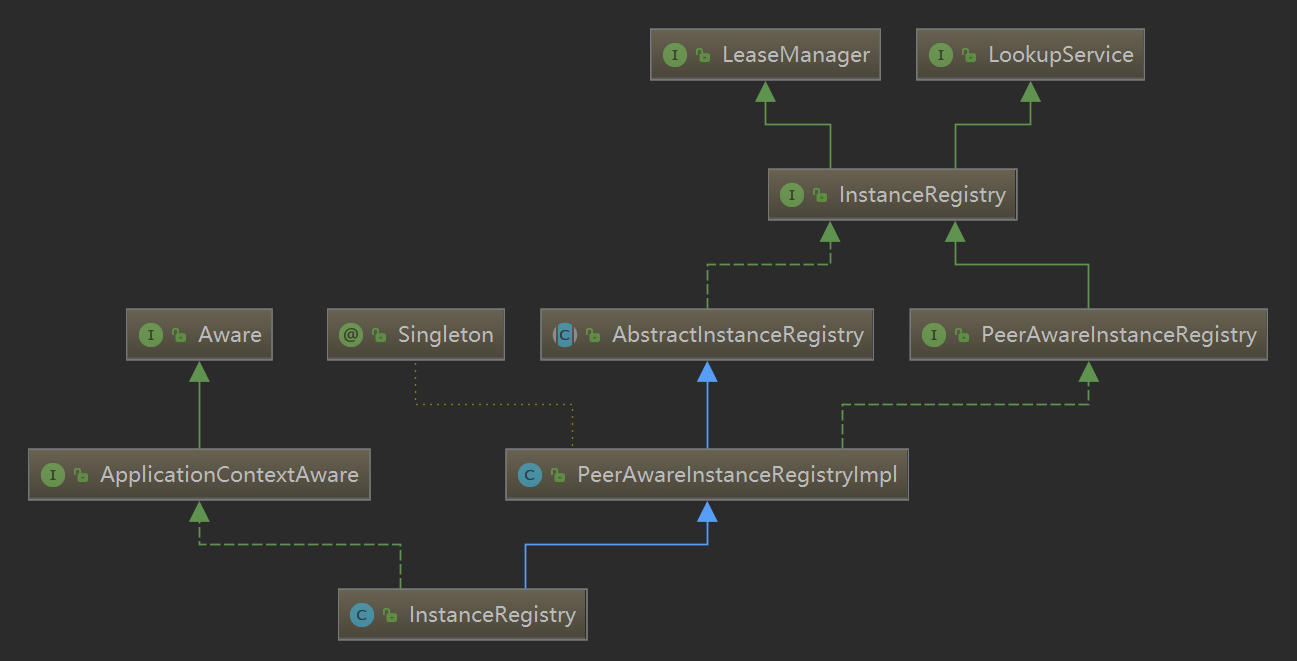 I LeaseManager
I LookupService
I InstanceRegistry
I Aware
@ Singleton
C AbstractInstanceRegistry
I PeerAwareInstanceRegistry
I ApplicationContextAware
C PeerAwareInstanceRegistryImpl
C InstanceRegistry